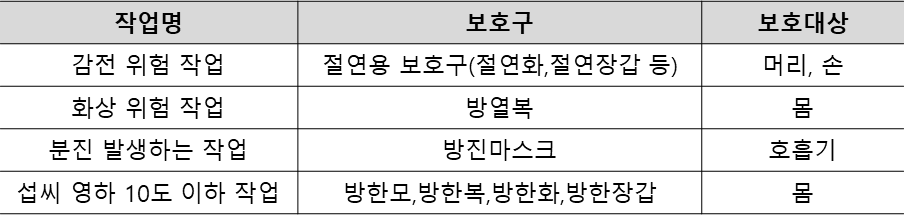 작업명 보호구 보호대상
감전 위험 작업 절연용 보호구(절연화,절연장갑 등) 머리, 손
화상 위험 작업 방열복 몸
분진 발생하는 작업 방진마스크 호흡기
섭씨 영하 10도 이하 작업 방한모,방한복,방한화,방한장갑 몸